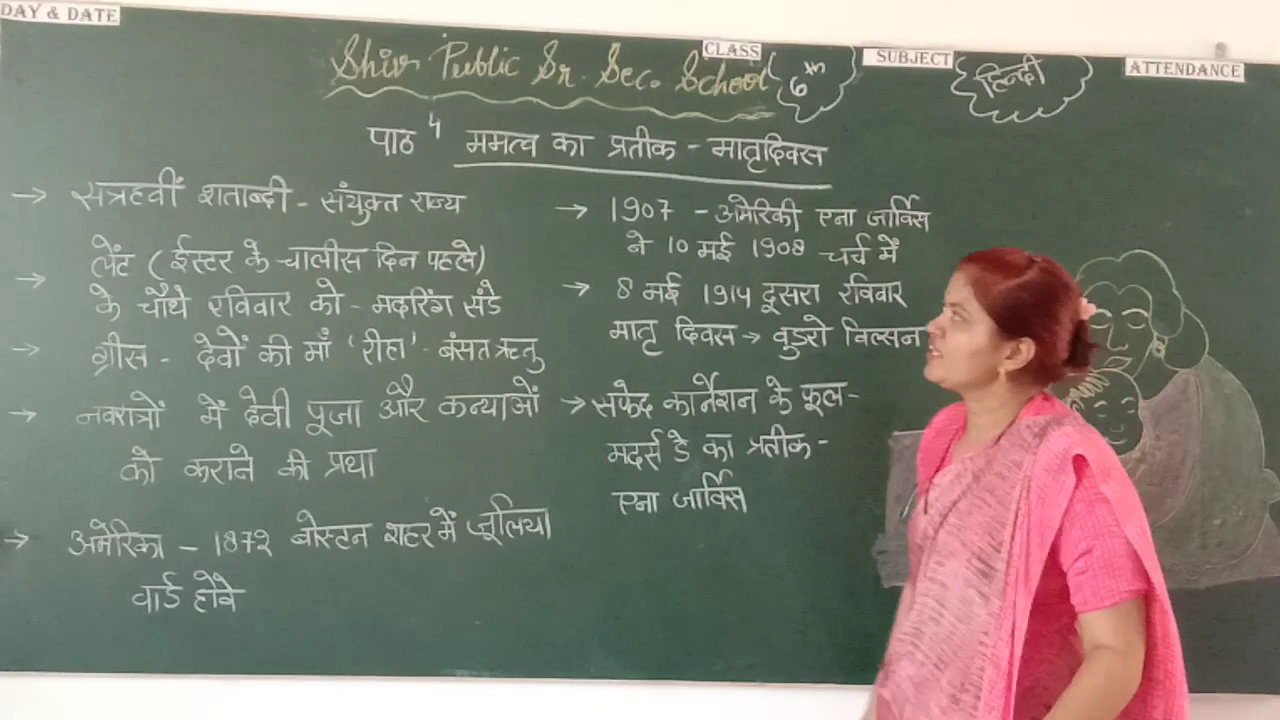 DAY & DATE
CLASS
SUBJECT
ATTENDANCE
Shiv Public Sr. Sec. School
6th
हिन्दी
पाठ 4 ममत्व का प्रतीक - मातृदिवस
→ सत्रहवीं शताब्दी - संयुक्त राज्य
→ लेंट (ईस्टर के चालीस दिन पहले)
के चौथे रविवार को - मदरिंग संडे
→ ग्रीस - देवों की माँ 'रीहा' - बंसत ऋतु
→ नवरात्रों में देवी पूजा और कन्याओं
को कराने की प्रथा
→ अमेरिका - 1872 बोस्टन शहर में जूलिया
वार्ड होवे
→ 1907 - अमेरिकी एना जार्विस
ने 10 मई 1908 चर्च में
→ 8 मई 1914 दूसरा रविवार
मातृ दिवस → वुडरो विल्सन
→ सफेद कार्नेशन के फूल -
मदर्स डे का प्रतीक -
एना जार्विस